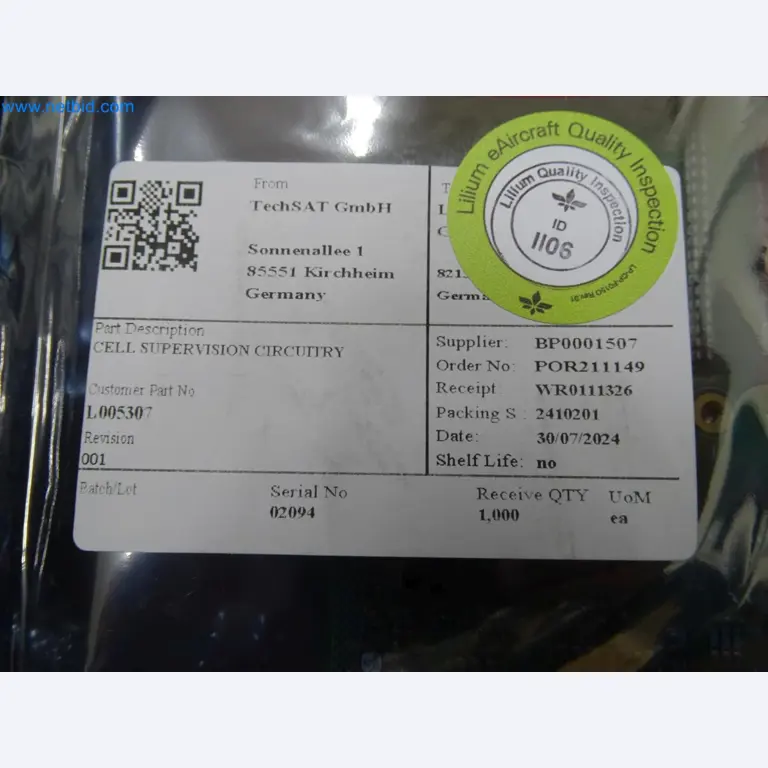 www.netbid.com
From
TechSAT GmbH
Sonnenallee 1
85551 Kirchheim
Germany
Lilium eAircraft Quality Inspection
Lilium Quality Inspection
ID
1106
Part Description
CELL SUPERVISION CIRCUITRY
Customer Part No
L005307
Revision
001
Supplier: BP0001507
Order No: POR211149
Receipt WR0111326
Packing S : 2410201
Date: 30/07/2024
Shelf Life: no
Batch/Lot
Serial No
02094
Receive QTY UoM
1,000 ea